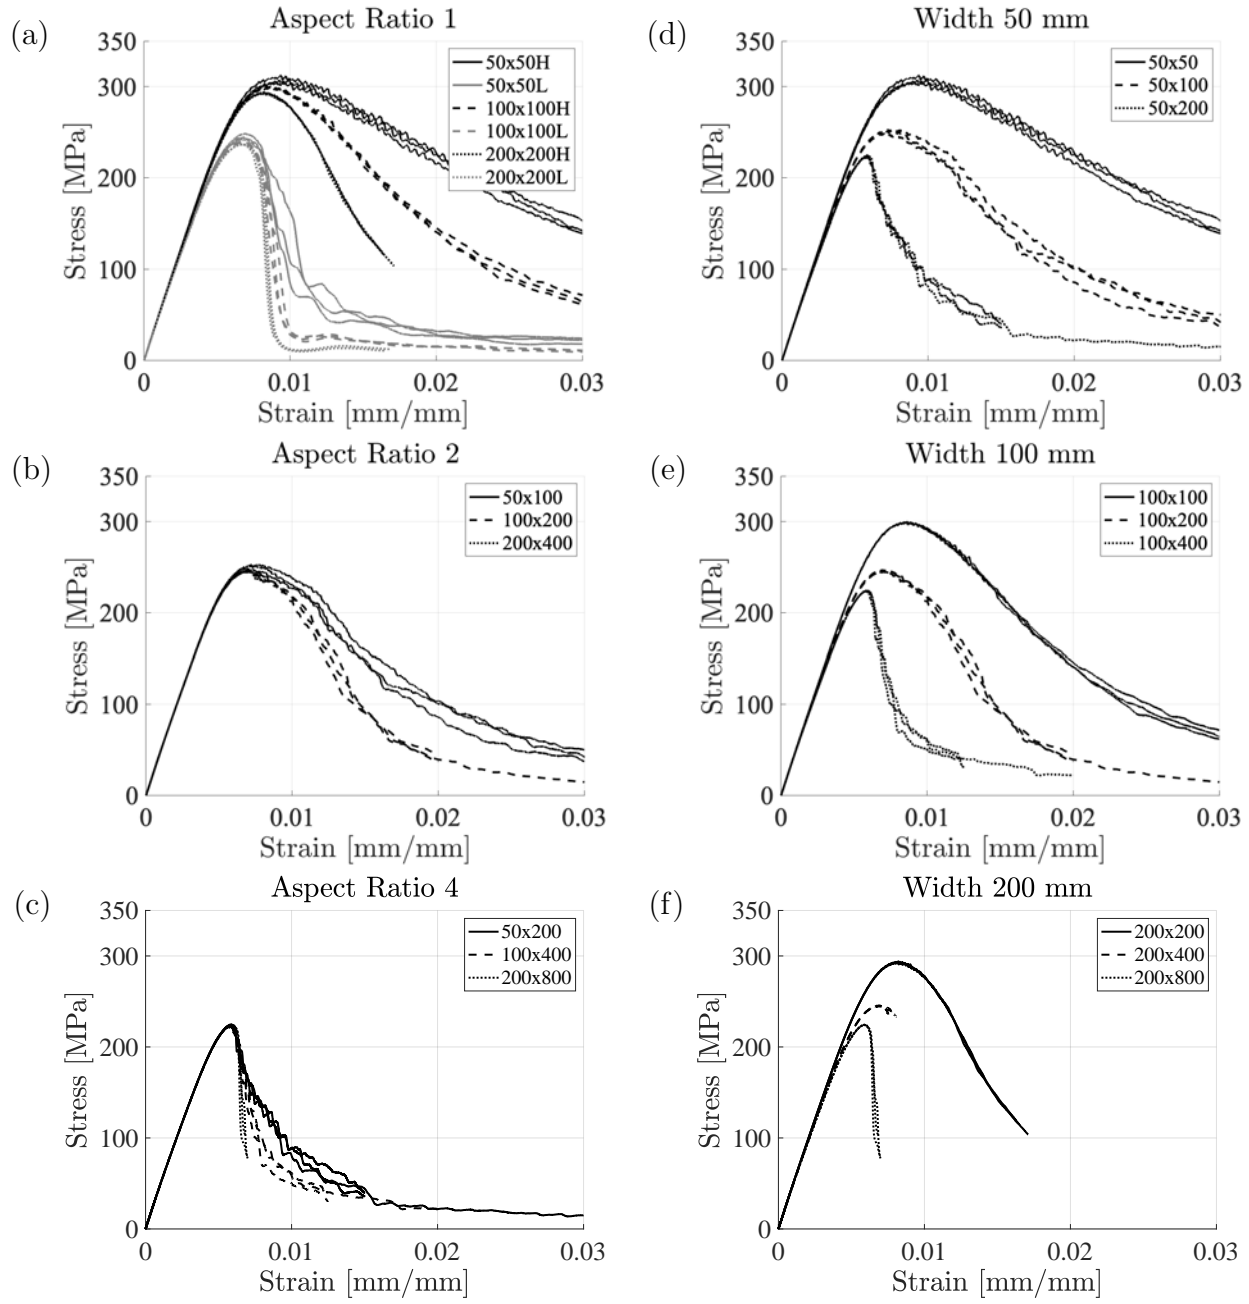 (a)
Aspect Ratio 1
350
300
200
100
0
Stress [MPa]
50x50H
50x50L
100x100H
100x100L
200x200H
200x200L
0
0.01
0.02
0.03
Strain [mm/mm]
(d)
Width 50 mm
350
300
200
100
0
Stress [MPa]
50x50
50x100
50x200
0
0.01
0.02
0.03
Strain [mm/mm]
(b)
Aspect Ratio 2
350
300
200
100
0
Stress [MPa]
50x100
100x200
200x400
0
0.01
0.02
0.03
Strain [mm/mm]
(e)
Width 100 mm
350
300
200
100
0
Stress [MPa]
100x100
100x200
100x400
0
0.01
0.02
0.03
Strain [mm/mm]
(c)
Aspect Ratio 4
350
300
200
100
0
Stress [MPa]
50x200
100x400
200x800
0
0.01
0.02
0.03
Strain [mm/mm]
(f)
Width 200 mm
350
300
200
100
0
Stress [MPa]
200x200
200x400
200x800
0
0.01
0.02
0.03
Strain [mm/mm]